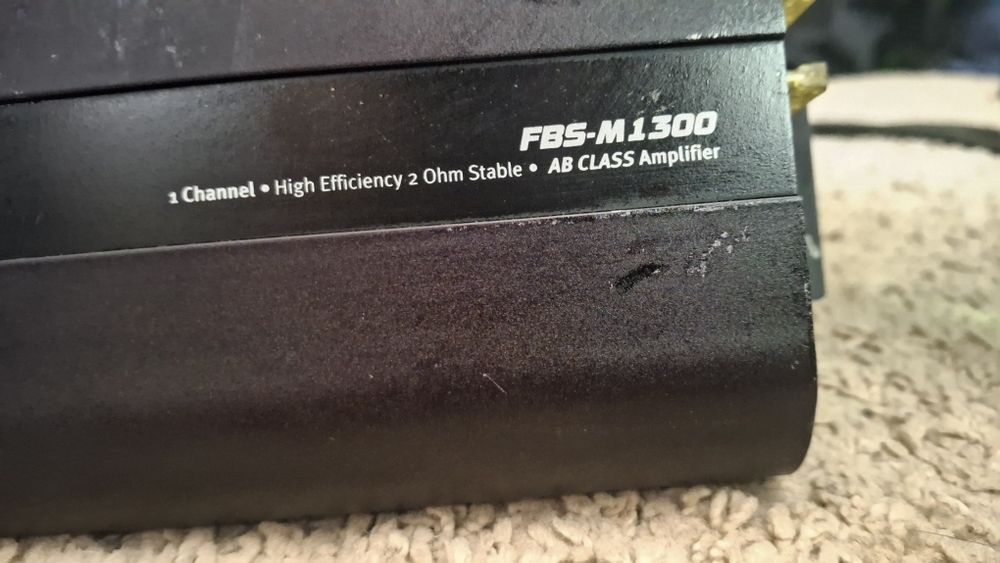 FBS-M1300
1 Channel • High Efficiency 2 Ohm Stable • AB CLASS Amplifier